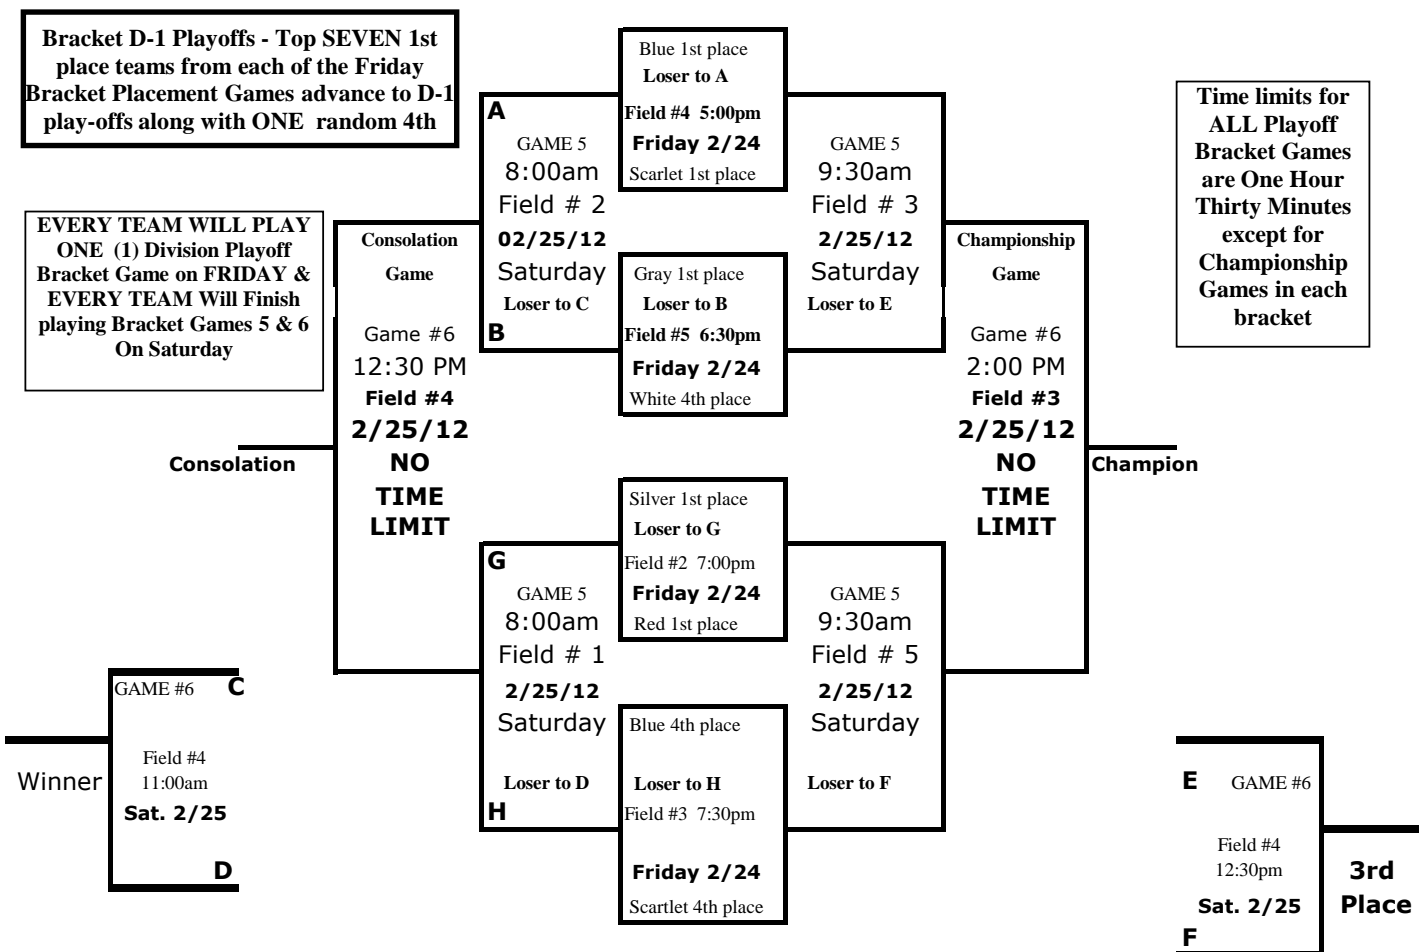 Bracket D-1 Playoffs - Top SEVEN 1st
place teams from each of the Friday
Bracket Placement Games advance to D-1
play-offs along with ONE random 4th
EVERY TEAM WILL PLAY
ONE (1) Division Playoff
Bracket Game on FRIDAY &
EVERY TEAM Will Finish
playing Bracket Games 5 & 6
On Saturday
Time limits for
ALL Playoff
Bracket Games
are One Hour
Thirty Minutes
except for
Championship
Games in each
bracket
Consolation
Consolation
Game
Game #6
12:30 PM
Field #4
2/25/12
NO
TIME
LIMIT
A
GAME 5
8:00am
Field # 2
02/25/12
Saturday
Loser to C
B
Blue 1st place
Loser to A
Field #4 5:00pm
Friday 2/24
Scarlet 1st place
Gray 1st place
Loser to B
Field #5 6:30pm
Friday 2/24
White 4th place
GAME 5
9:30am
Field # 3
2/25/12
Saturday
Loser to E
Championship
Game
Game #6
2:00 PM
Field #3
2/25/12
NO
TIME
LIMIT
Champion
G
GAME 5
8:00am
Field # 1
2/25/12
Saturday
Loser to D
H
Silver 1st place
Loser to G
Field #2 7:00pm
Friday 2/24
Red 1st place
Blue 4th place
Loser to H
Field #3 7:30pm
Friday 2/24
Scartlet 4th place
GAME 5
9:30am
Field # 5
2/25/12
Saturday
Loser to F
GAME #6 C
Field #4
11:00am
Sat. 2/25
D
Winner
E GAME #6
Field #4
12:30pm
Sat. 2/25
F
3rd
Place